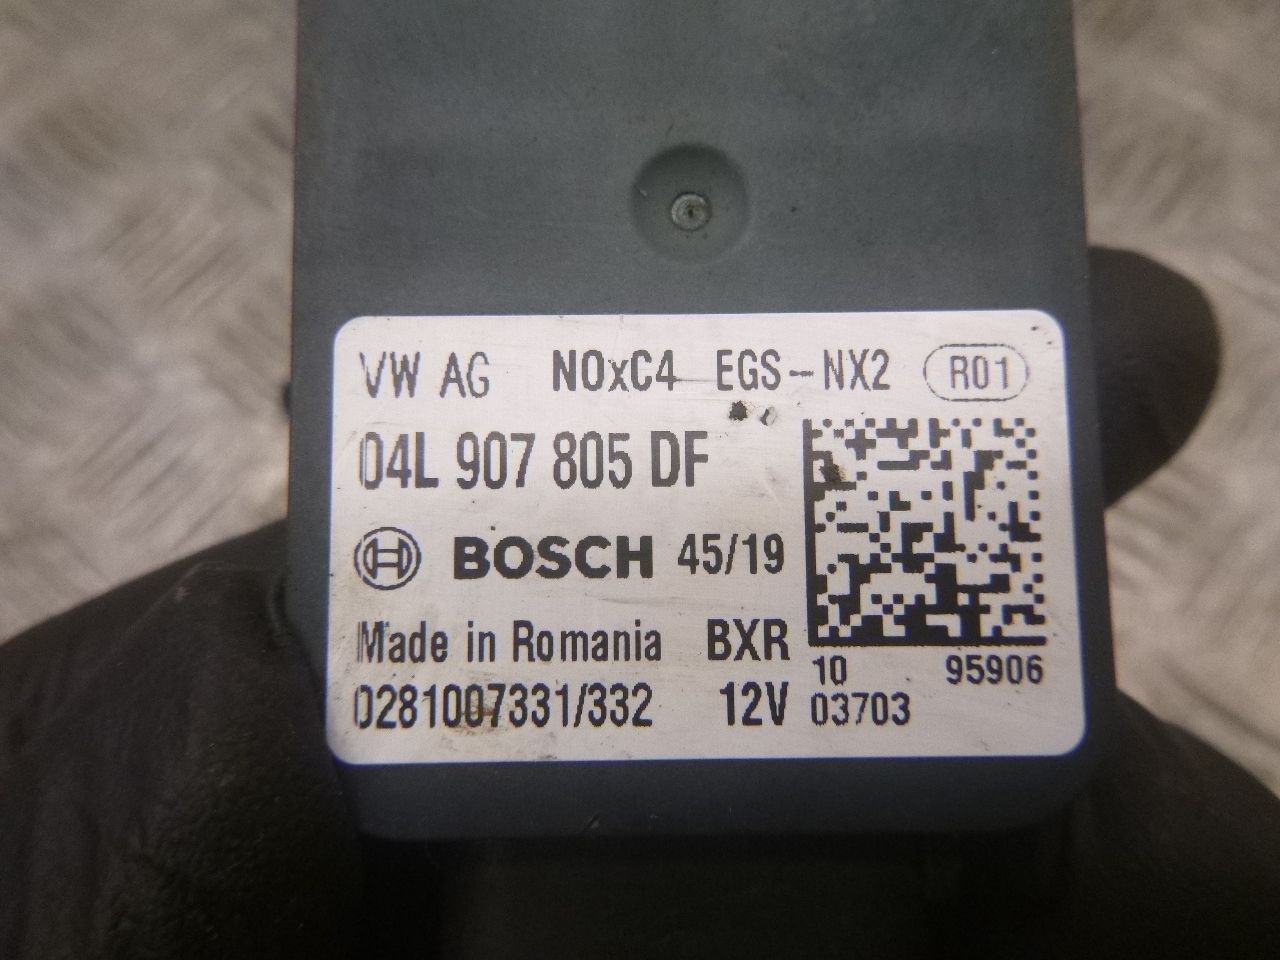 VW AG NOxC4 EGS-NX2 R01
04L 907 805 DF
BOSCH 45/19
Made in Romania BXR
0281007331/332 12V
10 95906
03703